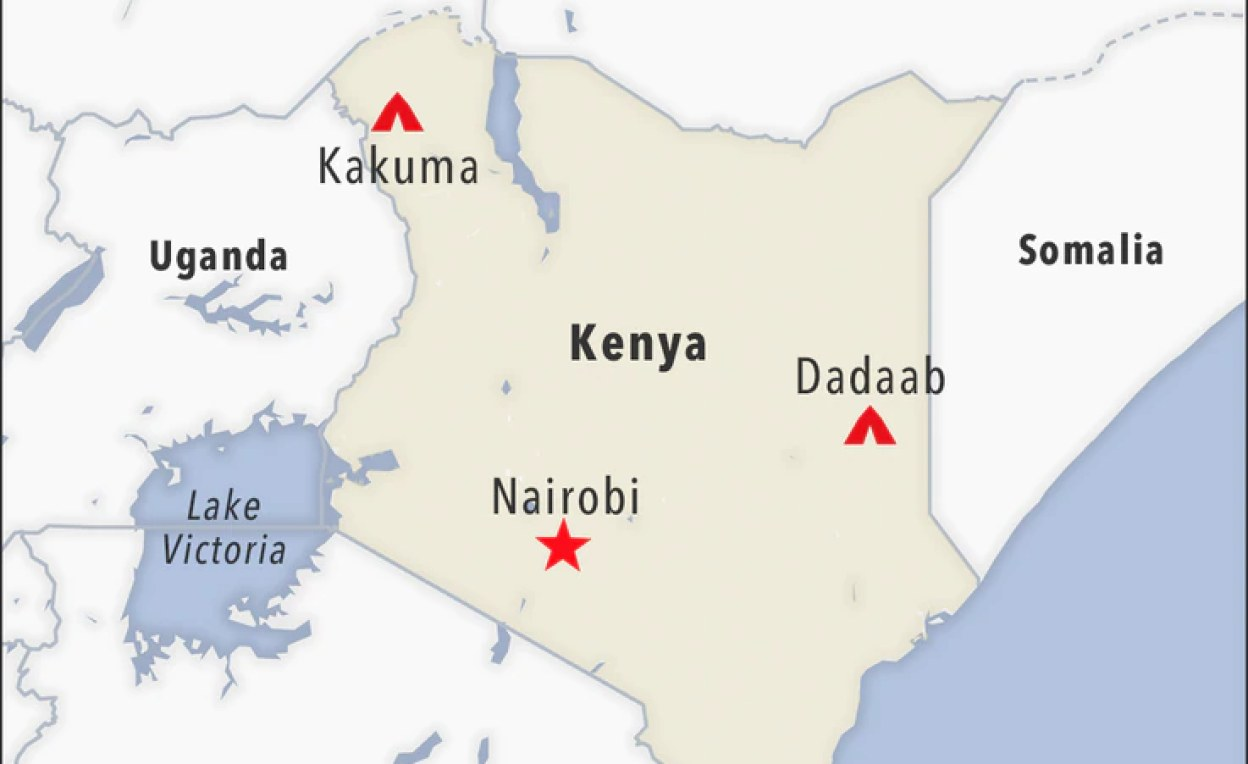 Kakuma
Uganda
Somalia
Kenya
Dadaab
Nairobi
Lake
Victoria